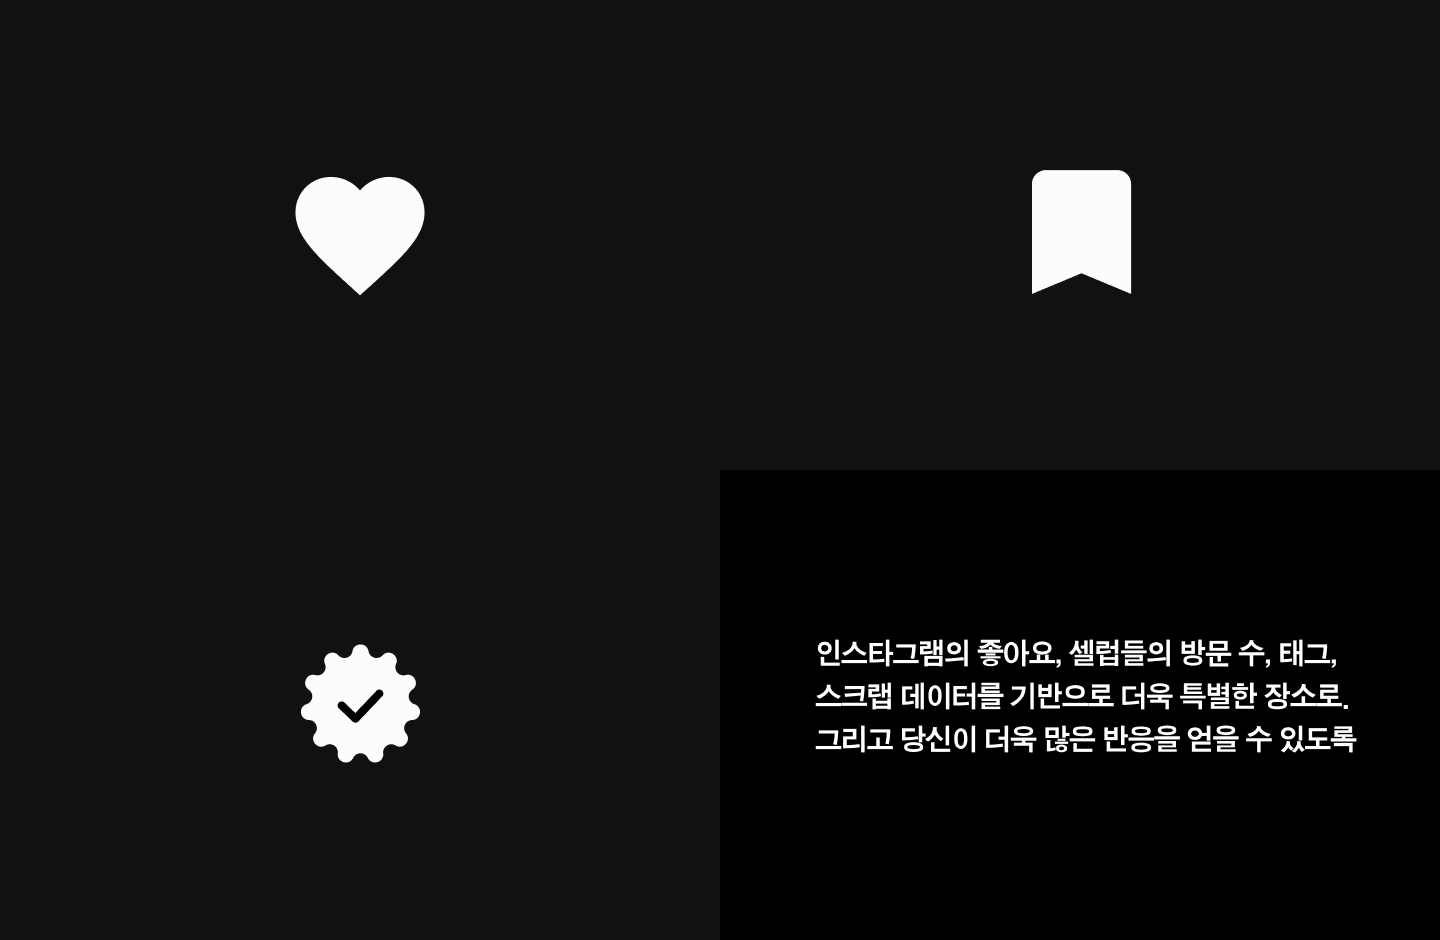 인스타그램의 좋아요, 셀럽들의 방문 수, 태그,
스크랩 데이터를 기반으로 더욱 특별한 장소로.
그리고 당신이 더욱 많은 반응을 얻을 수 있도록